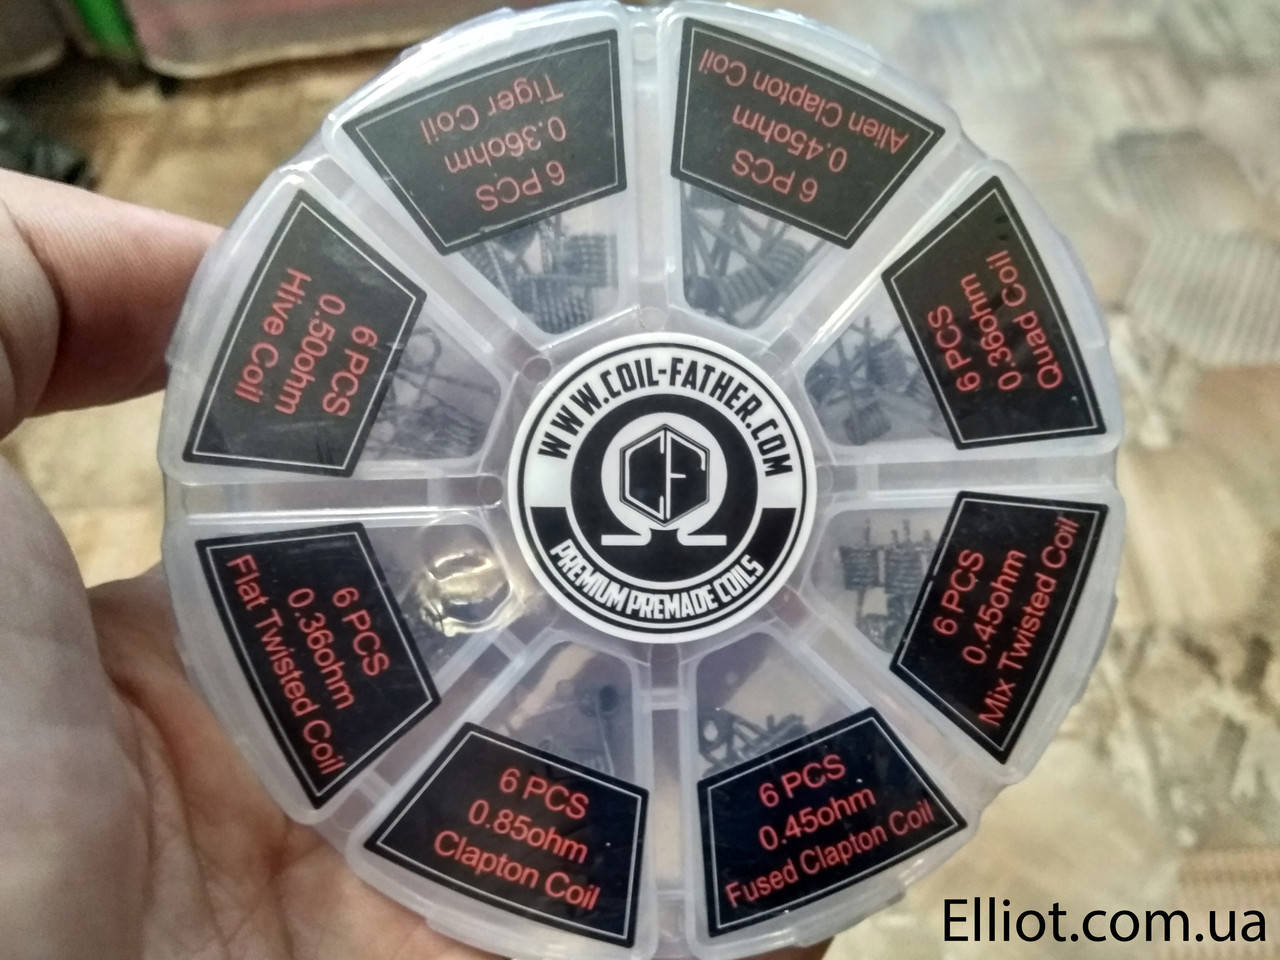 6 PCS
0.36ohm
Tiger Coil
6 PCS
0.45ohm
Alien Clapton Coil
6 PCS
0.36ohm
Quad Coil
6 PCS
0.45ohm
Mix Twisted Coil
6 PCS
0.45ohm
Fused Clapton Coil
6 PCS
0.85ohm
Clapton Coil
6 PCS
0.36ohm
Flat Twisted Coil
6 PCS
0.50ohm
Hive Coil
WWW.COIL-FATHER.COM
CF
PREMIUM PREMADE COILS
Elliot.com.ua